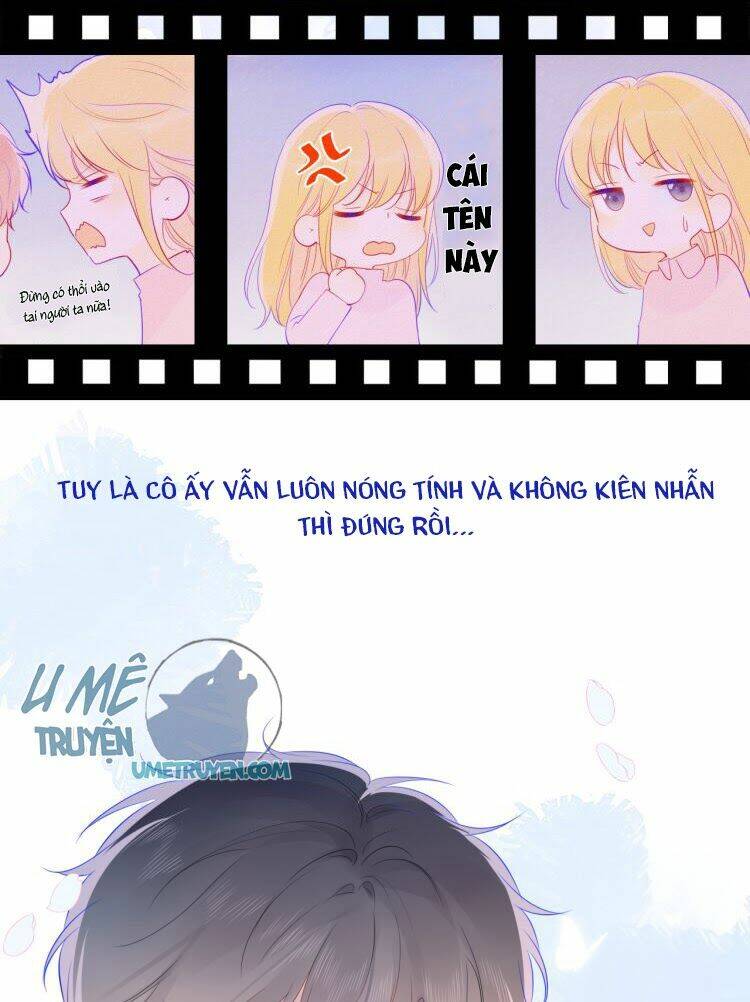 Đừng có thổi vào
tai người ta nữa!
CÁI
TÊN
NÀY
TUY LÀ CÔ ẤY VẪN LUÔN NÓNG TÍNH VÀ KHÔNG KIÊN NHẪN
THÌ ĐÚNG RỒI...
U MÊ
TRUYỆN
UMETRUYEN.COM